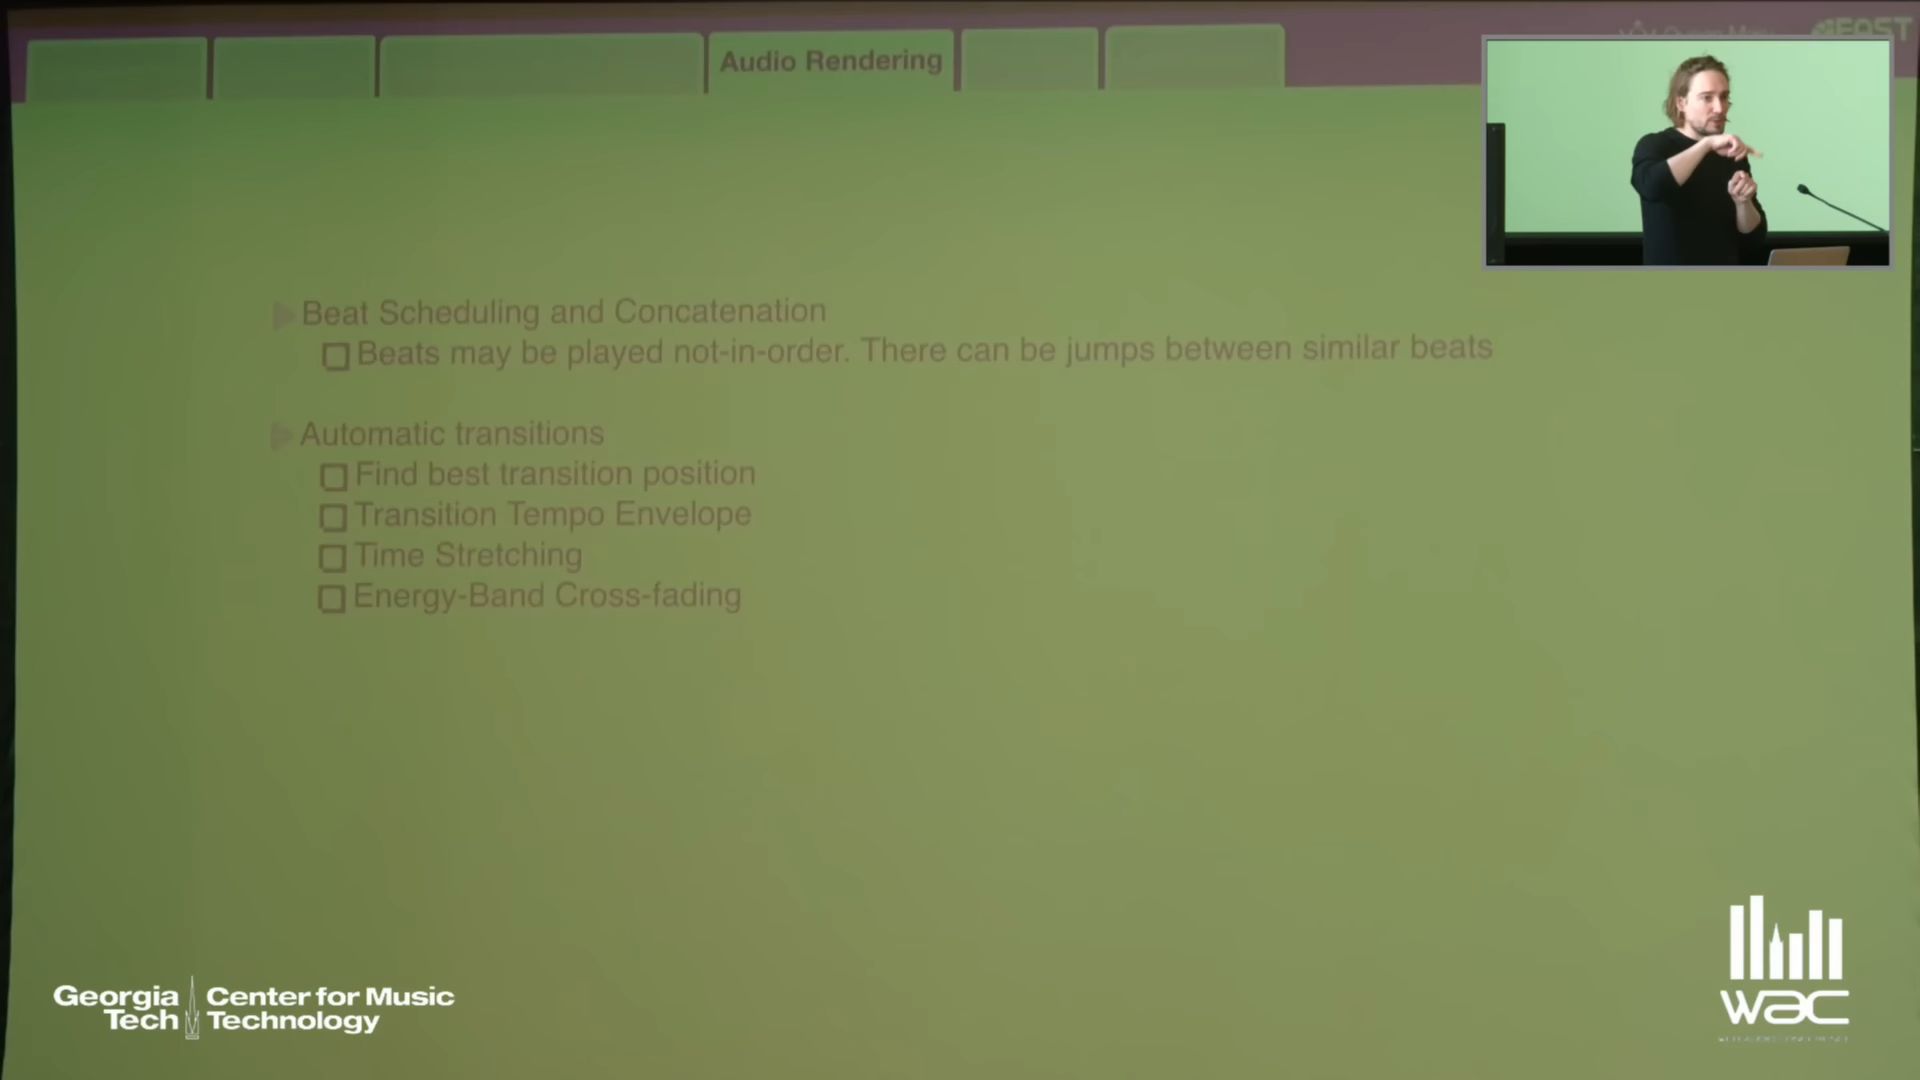 Audio Rendering
Beat Scheduling and Concatenation
Beats may be played not-in-order. There can be jumps between similar beats
Automatic transitions
Find best transition position
Transition Tempo Envelope
Time Stretching
Energy-Band Cross-fading
Georgia Tech
Center for Music Technology
wac